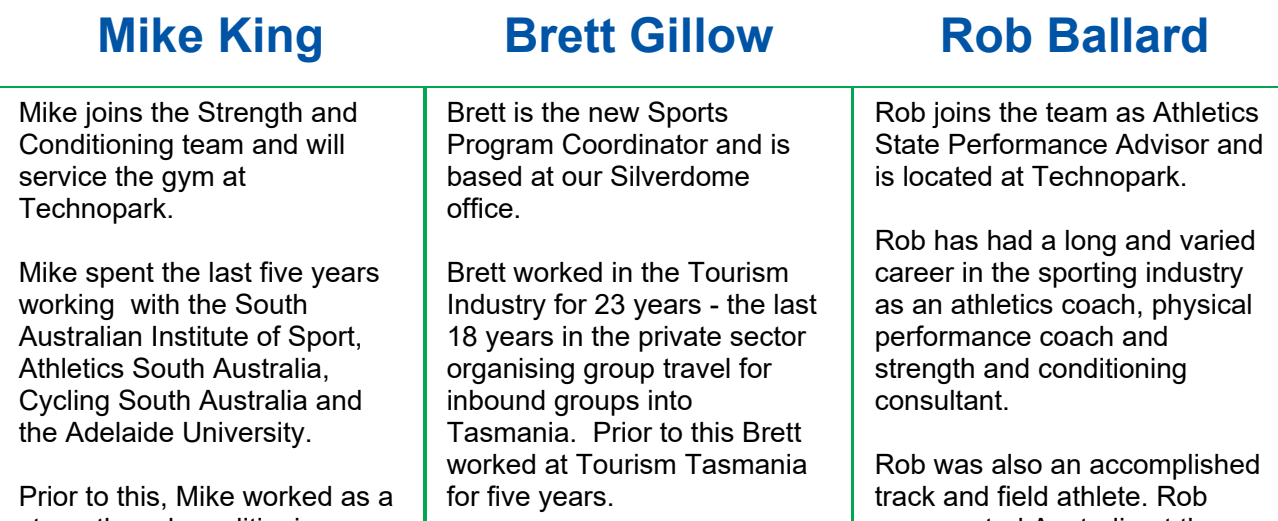 Mike King
Mike joins the Strength and
Conditioning team and will
service the gym at
Technopark.
Mike spent the last five years
working  with the South
Australian Institute of Sport,
Athletics South Australia,
Cycling South Australia and
the Adelaide University.
Prior to this, Mike worked as a
Brett Gillow
Brett is the new Sports
Program Coordinator and is
based at our Silverdome
office.
Brett worked in the Tourism
Industry for 23 years - the last
18 years in the private sector
organising group travel for
inbound groups into
Tasmania.  Prior to this Brett
worked at Tourism Tasmania
for five years.
Rob Ballard
Rob joins the team as Athletics
State Performance Advisor and
is located at Technopark.
Rob has had a long and varied
career in the sporting industry
as an athletics coach, physical
performance coach and
strength and conditioning
consultant.
Rob was also an accomplished
track and field athlete. Rob